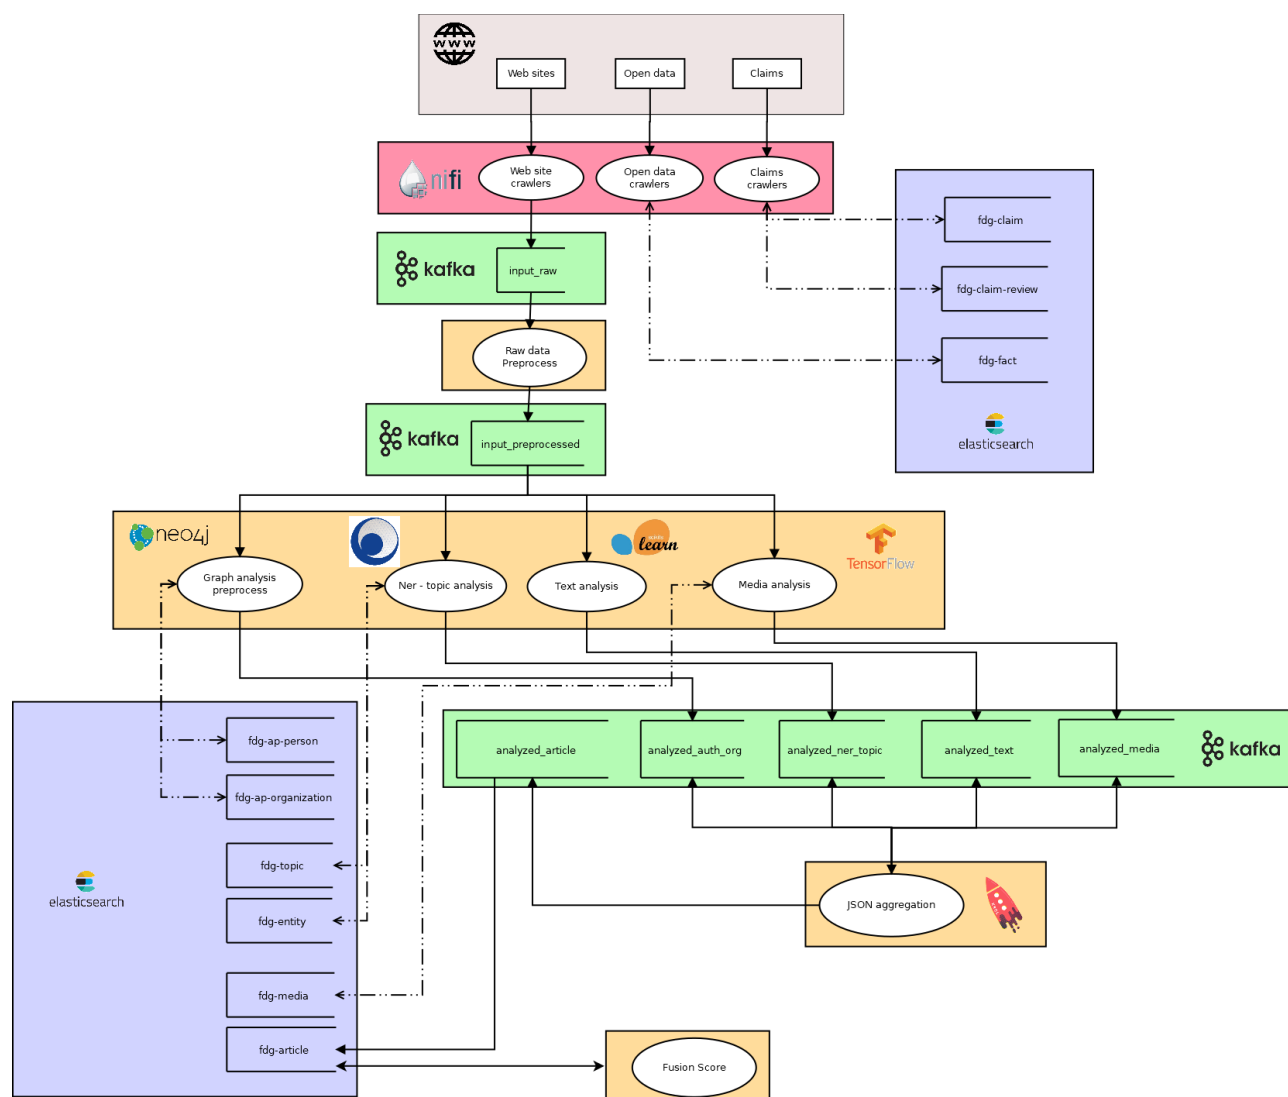 W W W
Web sites
Open data
Claims
nifi
Web site
crawlers
Open data
crawlers
Claims
crawlers
fdg-claim
kafka
input_raw
fdg-claim-review
Raw data
Preprocess
fdg-fact
kafka
input_preprocessed
elasticsearch
neo4j
learn
TensorFlow
Graph analysis
preprocess
Ner - topic analysis
Text analysis
Media analysis
fdg-ap-person
analyzed_article
analyzed_auth_org
analyzed_ner_topic
analyzed_text
analyzed_media
kafka
fdg-ap-organization
fdg-topic
elasticsearch
fdg-entity
JSON aggregation
fdg-media
fdg-article
Fusion Score